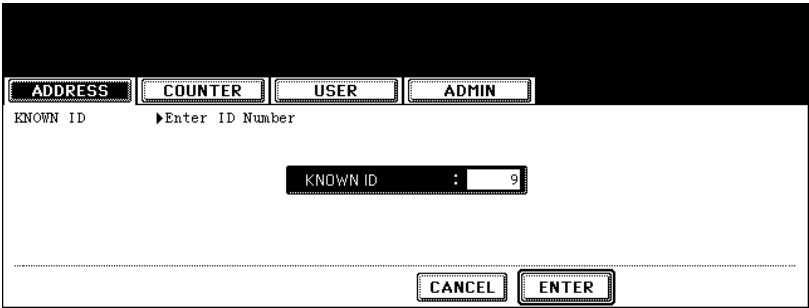 ADDRESS COUNTER USER ADMIN
KNOWN ID ▶Enter ID Number
KNOWN ID : 9
CANCEL ENTER